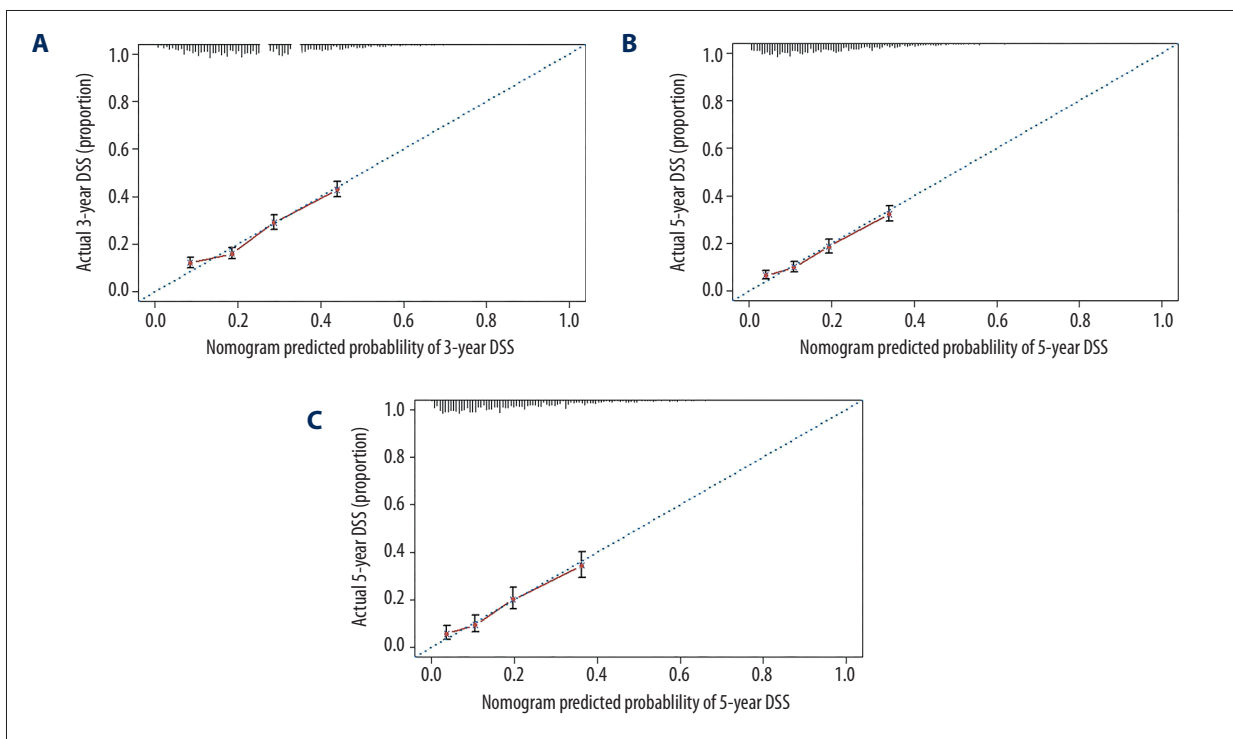 A
Actual 3-year DSS (proportion)
1.0
0.8
0.6
0.4
0.2
0.0
0.0 0.2 0.4 0.6 0.8 1.0
Nomogram predicted probablility of 3-year DSS
B
Actual 5-year DSS (proportion)
1.0
0.8
0.6
0.4
0.2
0.0
0.0 0.2 0.4 0.6 0.8 1.0
Nomogram predicted probablility of 5-year DSS
C
Actual 5-year DSS (proportion)
1.0
0.8
0.6
0.4
0.2
0.0
0.0 0.2 0.4 0.6 0.8 1.0
Nomogram predicted probablility of 5-year DSS